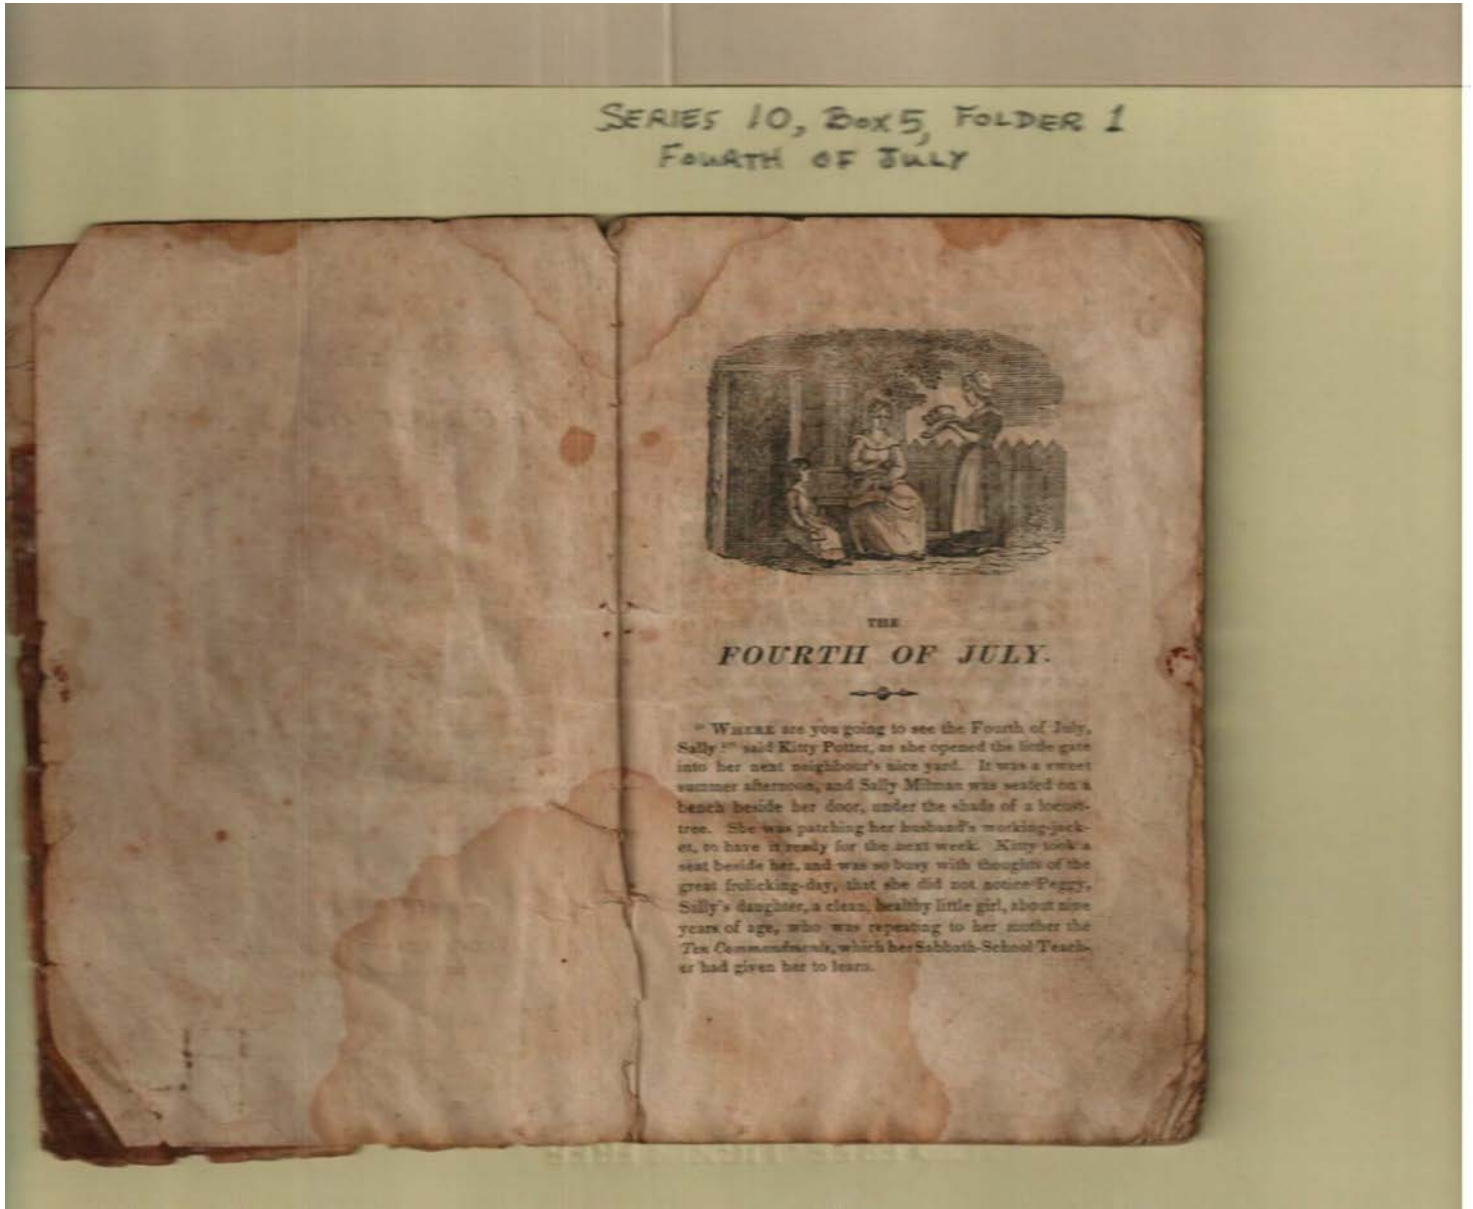 SERIES 10, BOX 5, FOLDER 1
FOURTH OF JULY
THE
FOURTH OF JULY.
"WHERE are you going to see the Fourth of July,
Sally?" said Kitty Potter, as she opened the little gate
into her next neighbour's nice yard. It was a sweet
summer afternoon, and Sally Milman was seated on a
bench beside her door, under the shade of a locust-
tree. She was patching her husband's working-jack-
et, to have it ready for the next week. Kitty took a
seat beside her, and was so busy with thoughts of the
great frolicking-day, that she did not notice Peggy,
Sally's daughter, a clean, healthy little girl, about nine
years of age, who was repeating to her mother the
Ten Commandments, which her Sabbath-School Teach-
er had given her to learn.